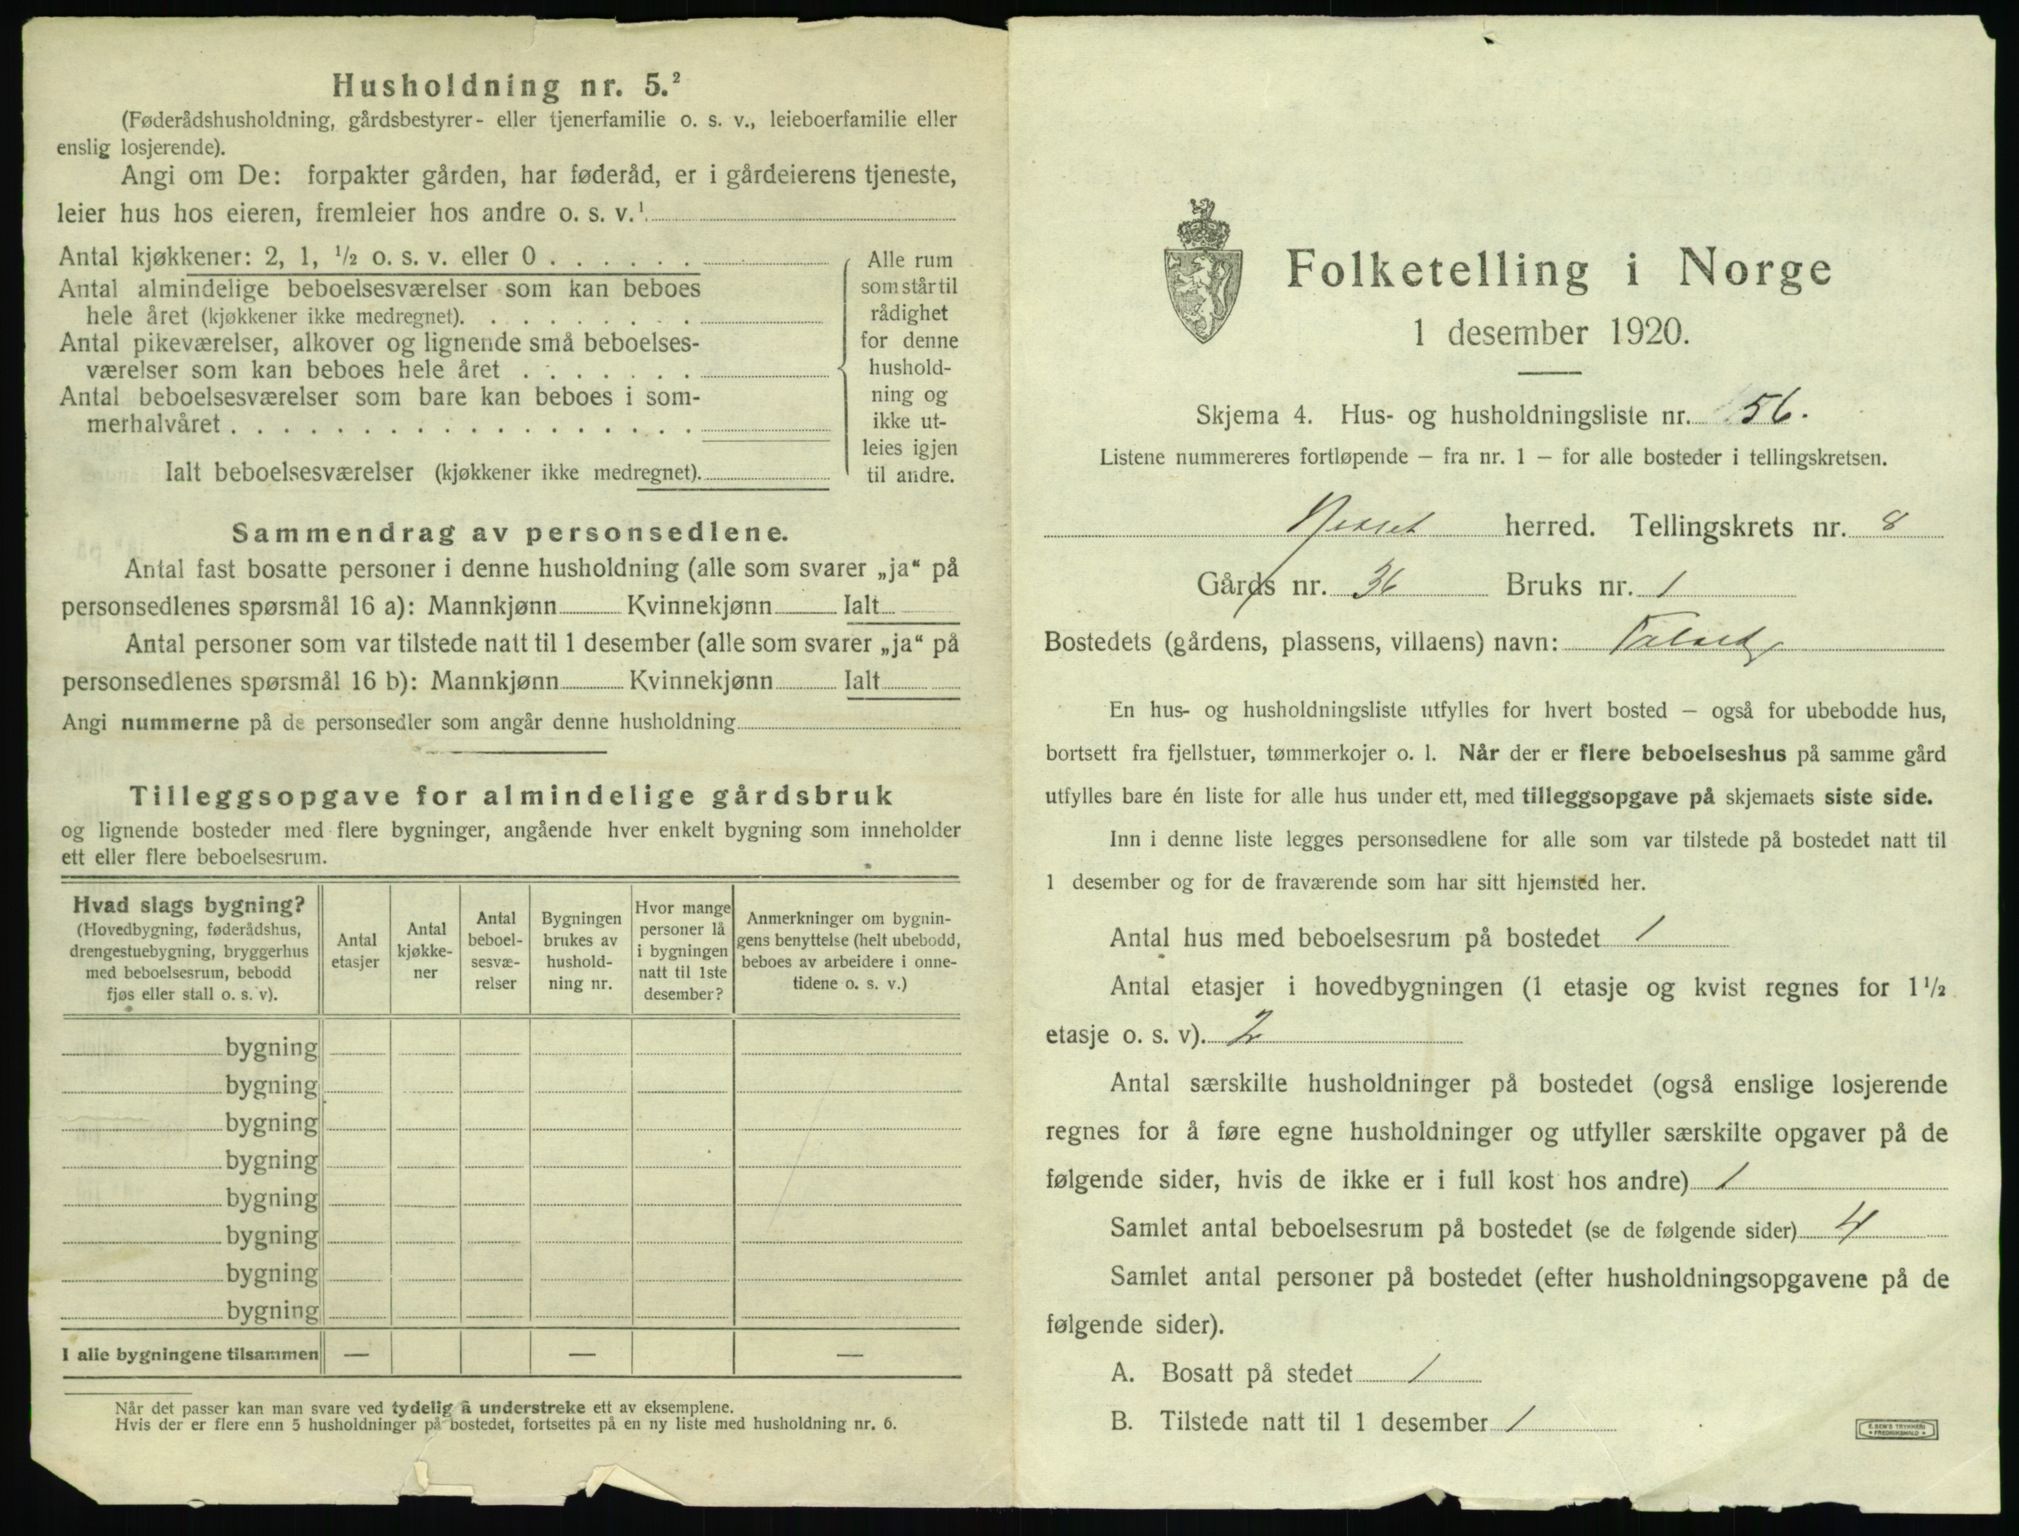 Husholdning nr. 5.²
(Føderådshusholdning, gårdsbestyrer- eller tjenerfamilie o. s. v., leieboerfamilie eller
enslig losjerende).
Angi om De: forpakter gården, har føderåd, er i gårdeierens tjeneste,
leier hus hos eieren, fremleier hos andre o. s. v.¹
Antal kjøkkener: 2, 1, ½ o. s. v. eller 0 . . . . . .
Antal almindelige beboelsesværelser som kan beboes
hele året (kjøkkener ikke medregnet). . . . . . . . .
Antal pikeværelser, alkover og lignende små beboelses-
værelser som kan beboes hele året . . . . . . .
Antal beboelsesværelser som bare kan beboes i som-
merhalvåret . . . . . . . . . . . . . . . . . .
Ialt beboelsesværelser (kjøkkener ikke medregnet).
Alle rum
som står til
rådighet
for denne
hushold-
ning og
ikke ut-
leies igjen
til andre.
Sammendrag av personsedlene.
Antal fast bosatte personer i denne husholdning (alle som svarer „ja“ på
personsedlenes spørsmål 16 a): Mannkjønn Kvinnekjønn Ialt
Antal personer som var tilstede natt til 1 desember (alle som svarer „ja“ på
personsedlenes spørsmål 16 b): Mannkjønn Kvinnekjønn Ialt
Angi nummerne på de personsedler som angår denne husholdning
Tilleggsopgave for almindelige gårdsbruk
og lignende bosteder med flere bygninger, angående hver enkelt bygning som inneholder
ett eller flere beboelsesrum.
Hvad slags bygning?
(Hovedbygning, føderådshus,
drengestuebygning, bryggerhus
med beboelsesrum, bebodd
fjøs eller stall o. s. v).
Antal
etasjer
Antal
kjøkke-
ner
Antal
beboel-
sesvæ-
relser
Bygningen
brukes av
hushold-
ning nr.
Hvor mange
personer lå
i bygningen
natt til 1ste
desember?
Anmerkninger om bygnin-
gens benyttelse (helt ubebodd,
beboes av arbeidere i onne-
tidene o. s. v.)
bygning
bygning
bygning
bygning
bygning
bygning
bygning
bygning
I alle bygningene tilsammen — — —
Når det passer kan man svare ved tydelig å understreke ett av eksemplene.
Hvis der er flere enn 5 husholdninger på bostedet, fortsettes på en ny liste med husholdning nr. 6.
Folketelling i Norge
1 desember 1920.
Skjema 4. Hus- og husholdningsliste nr. 56.
Listene nummereres fortløpende — fra nr. 1 — for alle bosteder i tellingskretsen.
Nesset herred. Tellingskrets nr. 8
Gårds nr. 36 Bruks nr. 1
Bostedets (gårdens, plassens, villaens) navn:
En hus- og husholdningsliste utfylles for hvert bosted — også for ubebodde hus,
bortsett fra fjellstuer, tømmerkojer o. l. Når der er flere beboelseshus på samme gård
utfylles bare én liste for alle hus under ett, med tilleggsopgave på skjemaets siste side.
Inn i denne liste legges personsedlene for alle som var tilstede på bostedet natt til
1 desember og for de fraværende som har sitt hjemsted her.
Antal hus med beboelsesrum på bostedet 1
Antal etasjer i hovedbygningen (1 etasje og kvist regnes for 1½
etasje o. s. v). 2
Antal særskilte husholdninger på bostedet (også enslige losjerende
regnes for å føre egne husholdninger og utfyller særskilte opgaver på de
følgende sider, hvis de ikke er i full kost hos andre) 1
Samlet antal beboelsesrum på bostedet (se de følgende sider) 4
Samlet antal personer på bostedet (efter husholdningsopgavene på de
følgende sider).
A. Bosatt på stedet 1
B. Tilstede natt til 1 desember 1
E. SEM'S TRYKKERI
FREDRIKSHALD